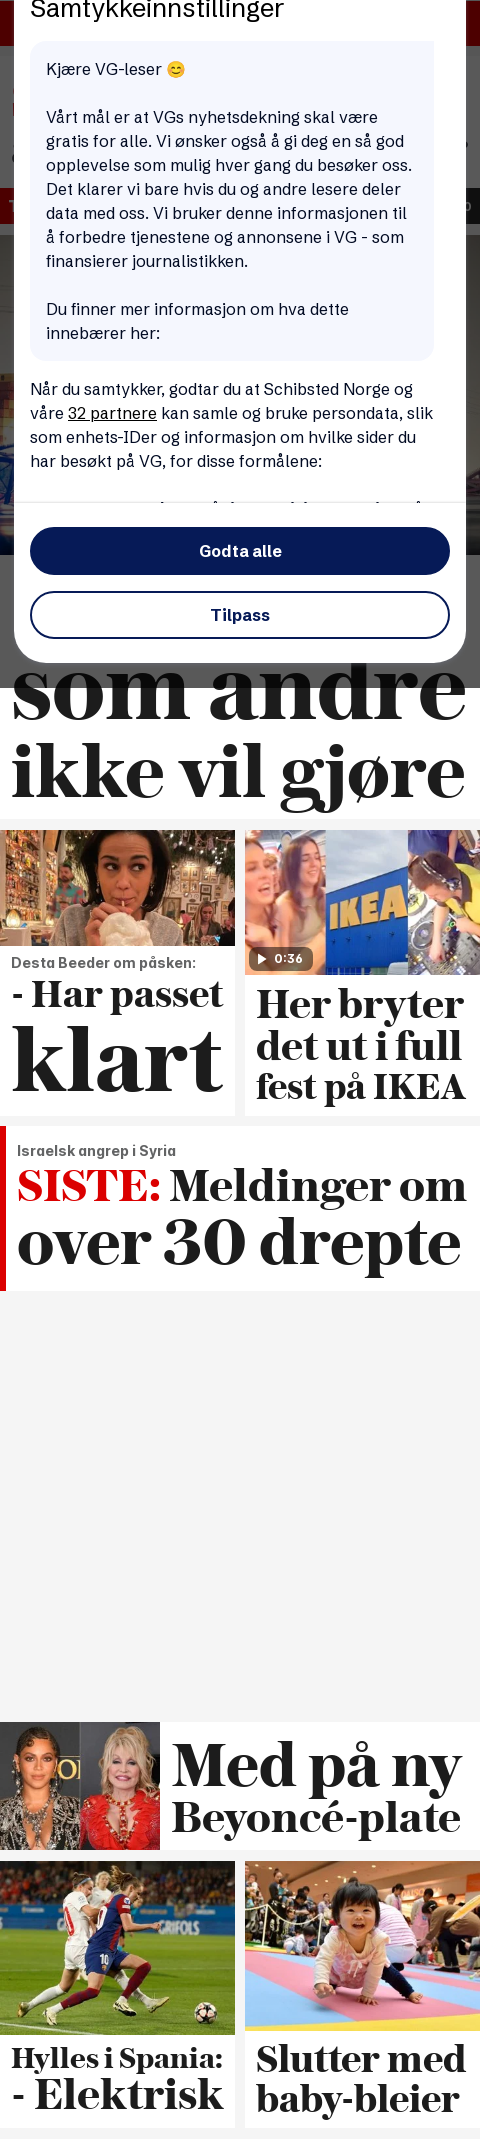 Samtykkeinnstillinger
Kjære VG-leser 😊
Vårt mål er at VGs nyhetsdekning skal være
gratis for alle. Vi ønsker også å gi deg en så god
opplevelse som mulig hver gang du besøker oss.
Det klarer vi bare hvis du og andre lesere deler
data med oss. Vi bruker denne informasjonen til
å forbedre tjenestene og annonsene i VG - som
finansierer journalistikken.
Du finner mer informasjon om hva dette
innebærer her:
Når du samtykker, godtar du at Schibsted Norge og
våre 32 partnere kan samle og bruke persondata, slik
som enhets-IDer og informasjon om hvilke sider du
har besøkt på VG, for disse formålene:
Godta alle
Tilpass
som andre
ikke vil gjøre
IKEA
0:36
Desta Beeder om påsken:
- Har passet
klart
Her bryter
det ut i full
fest på IKEA
Israelsk angrep i Syria
SISTE: Meldinger om
over 30 drepte
Med på ny
Beyoncé-plate
GRIFOLS
10
Hylles i Spania:
- Elektrisk
Slutter med
baby-bleier